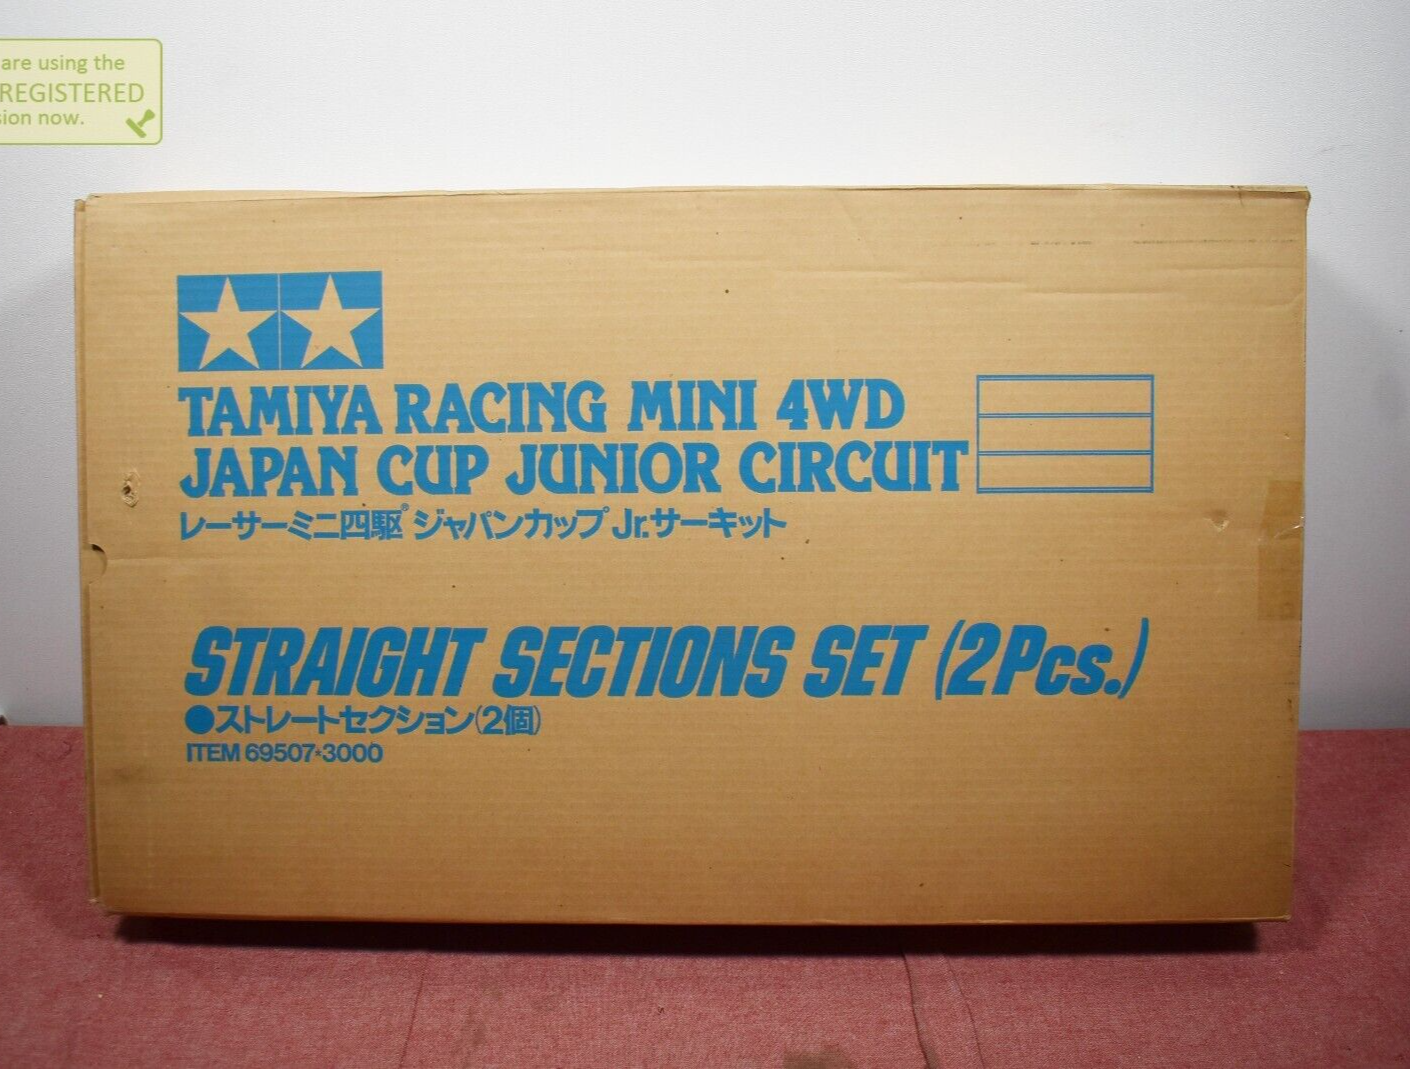 are using the
REGISTERED
sion now.
TAMIYA RACING MINI 4WD
JAPAN CUP JUNIOR CIRCUIT
レーサーミニ四駆® ジャパンカップ Jr.サーキット
STRAIGHT SECTIONS SET (2Pcs.)
●ストレートセクション(2個)
ITEM 69507★3000